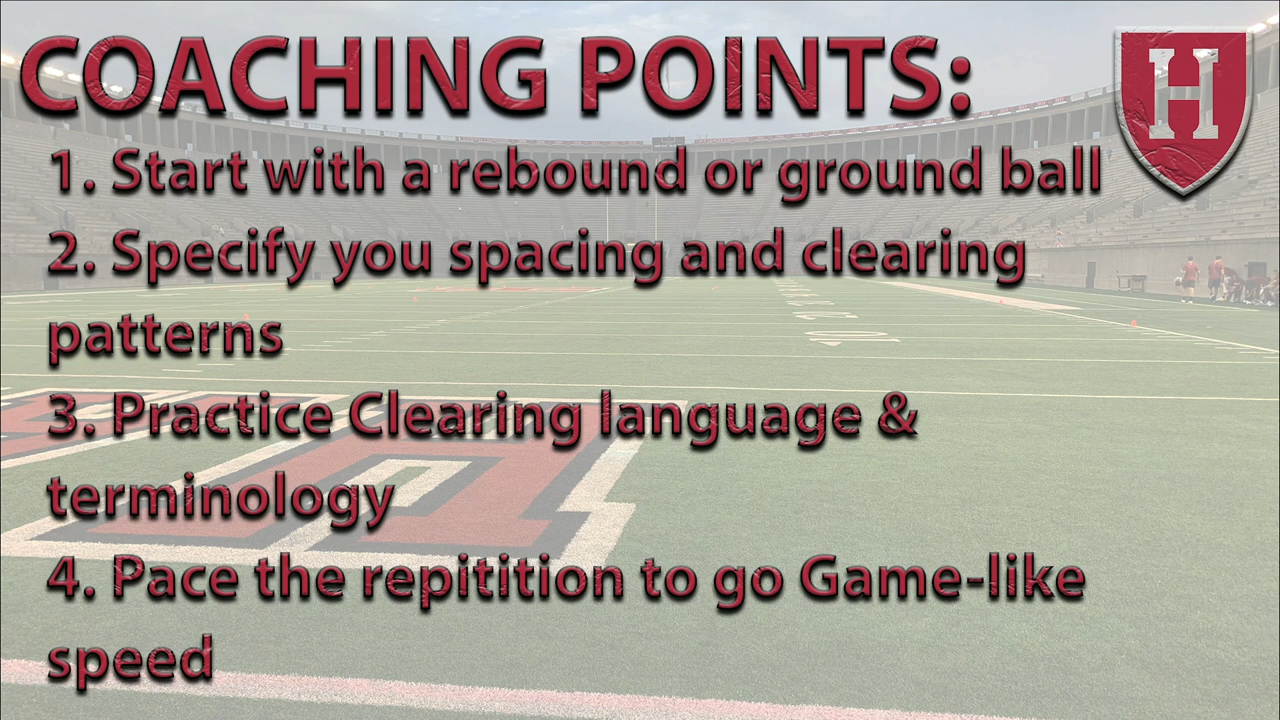 COACHING POINTS:
H
1. Start with a rebound or ground ball
2. Specify you spacing and clearing
patterns
3. Practice Clearing language &
terminology
4. Pace the repitition to go Game-like
speed